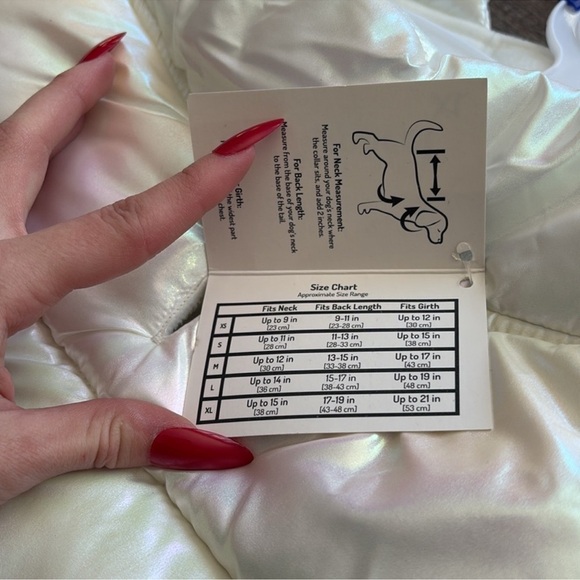 For Neck Measurement:
Measure around your dog's neck where
the collar sits, and add 2 inches.
For Back Length:
Measure from the base of your dog's neck
to the base of the tail.
Girth:
the widest part
chest.
Size Chart
Approximate Size Range
Fits Neck Fits Back Length Fits Girth
XS Up to 9 in 9-11 in Up to 12 in
[23 cm] [23-28 cm] [30 cm]
S Up to 11 in 11-13 in Up to 15 in
[28 cm] [28-33 cm] [38 cm]
M Up to 12 in 13-15 in Up to 17 in
[30 cm] [33-38 cm] [43 cm]
L Up to 14 in 15-17 in Up to 19 in
[36 cm] [38-43 cm] [48 cm]
XL Up to 15 in 17-19 in Up to 21 in
[38 cm] [43-48 cm] [53 cm]